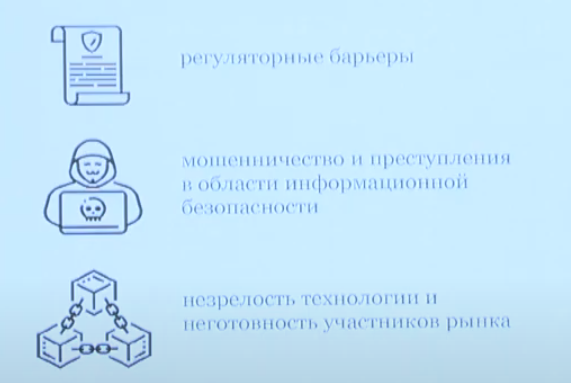 регуляторные барьеры
мошенничество и преступления
в области информационной
безопасности
незрелость технологии и
неготовность участников рынка